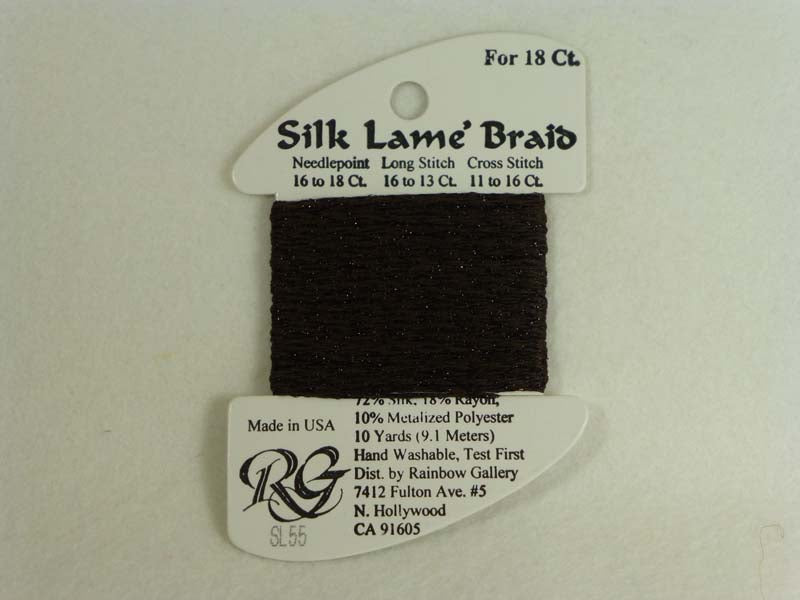 For 18 Ct.
Silk Lame' Braid
Needlepoint Long Stitch Cross Stitch
16 to 18 Ct. 16 to 13 Ct. 11 to 16 Ct.
72% Silk, 18% Rayon,
Made in USA
10% Metalized Polyester
10 Yards (9.1 Meters)
Hand Washable, Test First
Dist. by Rainbow Gallery
7412 Fulton Ave. #5
N. Hollywood
CA 91605
RG
SL55